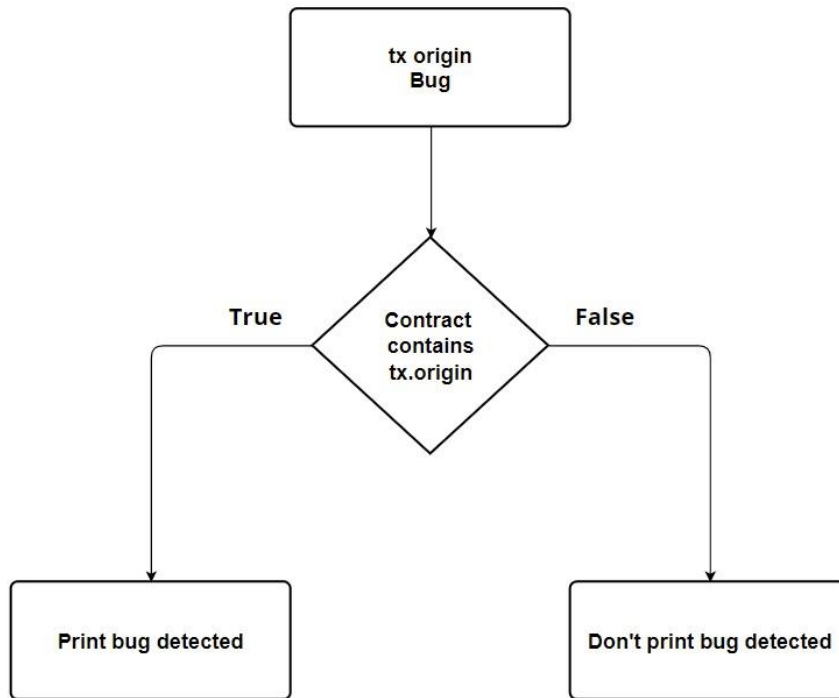 tx origin
Bug
True
False
Contract
contains
tx.origin
Print bug detected
Don't print bug detected